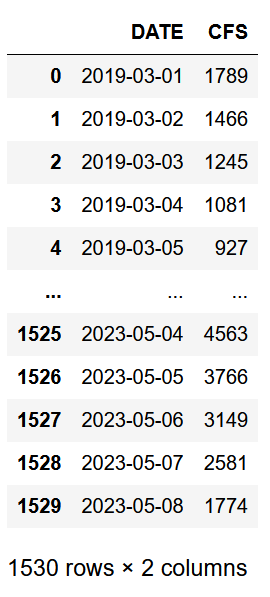 DATE CFS
0 2019-03-01 1789
1 2019-03-02 1466
2 2019-03-03 1245
3 2019-03-04 1081
4 2019-03-05 927
... ... ...
1525 2023-05-04 4563
1526 2023-05-05 3766
1527 2023-05-06 3149
1528 2023-05-07 2581
1529 2023-05-08 1774
1530 rows × 2 columns